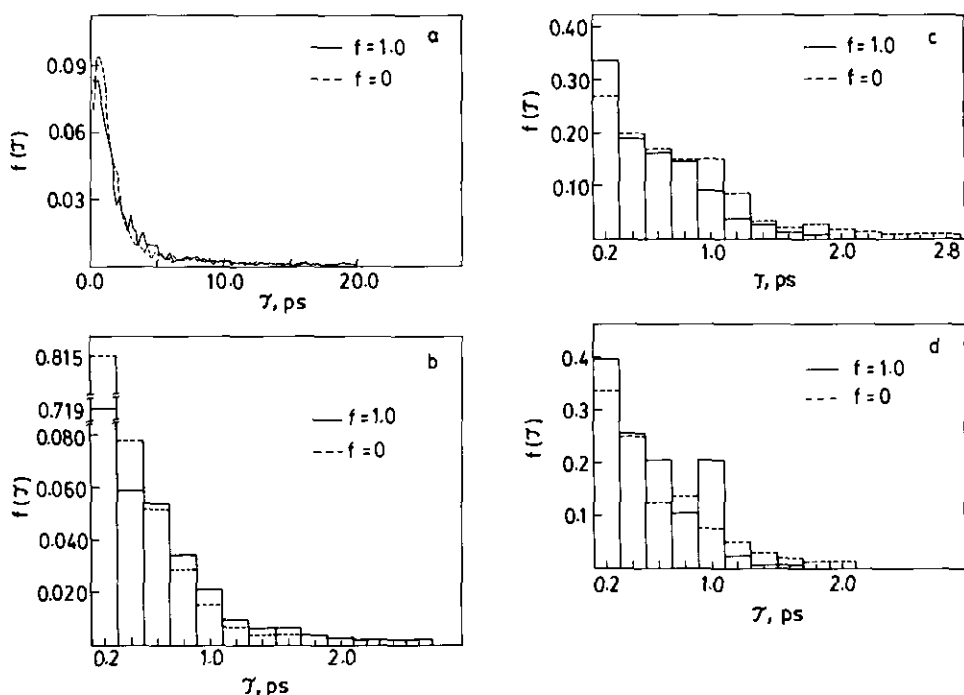 a
f = 1.0
f = 0
0.09
0.06
0.03
f (𝒯)
0.0
10.0
20.0
𝒯, ps
c
f = 1.0
f = 0
0.40
0.30
0.20
0.10
f (𝒯)
0.2
1.0
2.0
2.8
𝒯, ps
b
f = 1.0
f = 0
0.815
0.719
0.080
0.060
0.040
0.020
f (𝒯)
0.2
1.0
2.0
𝒯, ps
d
f = 1.0
f = 0
0.4
0.3
0.2
0.1
f (𝒯)
0.2
1.0
2.0
𝒯, ps